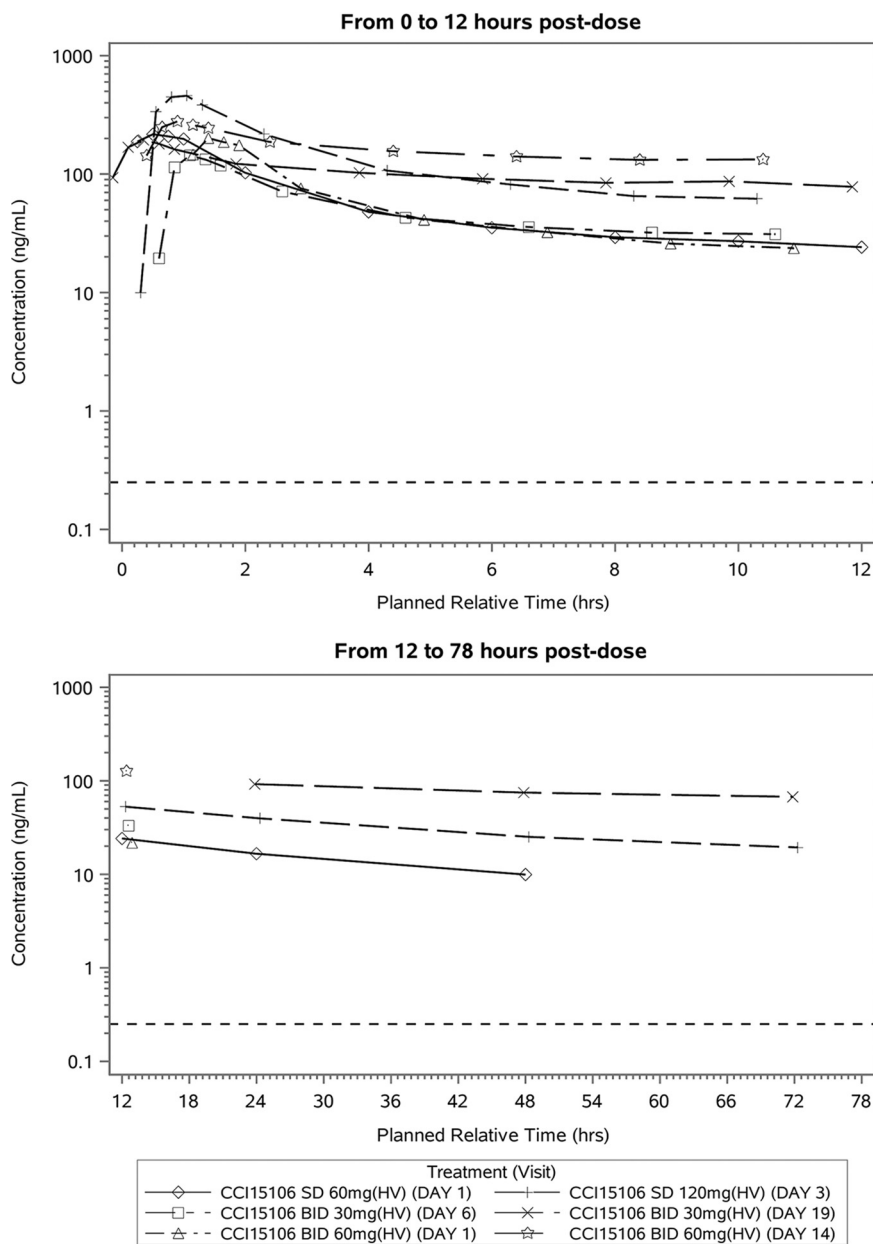 From 0 to 12 hours post-dose
1000
100
10
1
0.1
Concentration (ng/mL)
0 2 4 6 8 10 12
Planned Relative Time (hrs)
From 12 to 78 hours post-dose
1000
100
10
1
0.1
Concentration (ng/mL)
12 18 24 30 36 42 48 54 60 66 72 78
Planned Relative Time (hrs)
Treatment (Visit)
CCI15106 SD 60mg(HV) (DAY 1) CCI15106 SD 120mg(HV) (DAY 3)
CCI15106 BID 30mg(HV) (DAY 6) CCI15106 BID 30mg(HV) (DAY 19)
CCI15106 BID 60mg(HV) (DAY 1) CCI15106 BID 60mg(HV) (DAY 14)